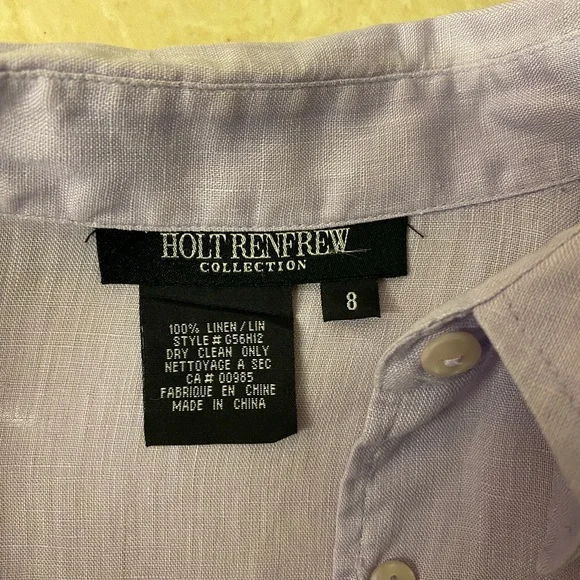 HOLT RENFREW
COLLECTION
8
100% LINEN / LIN
STYLE # G56H12
DRY CLEAN ONLY
NETTOYAGE A SEC
CA # 00985
FABRIQUE EN CHINE
MADE IN CHINA